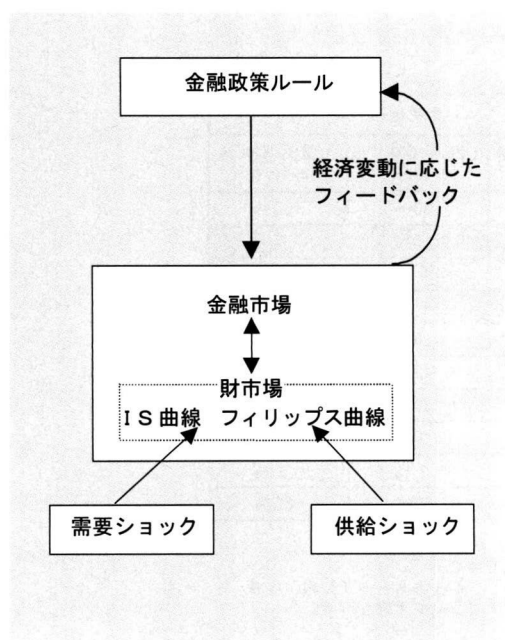 金融政策ルール
経済変動に応じた
フィードバック
金融市場
財市場
ＩＳ曲線　フィリップス曲線
需要ショック
供給ショック